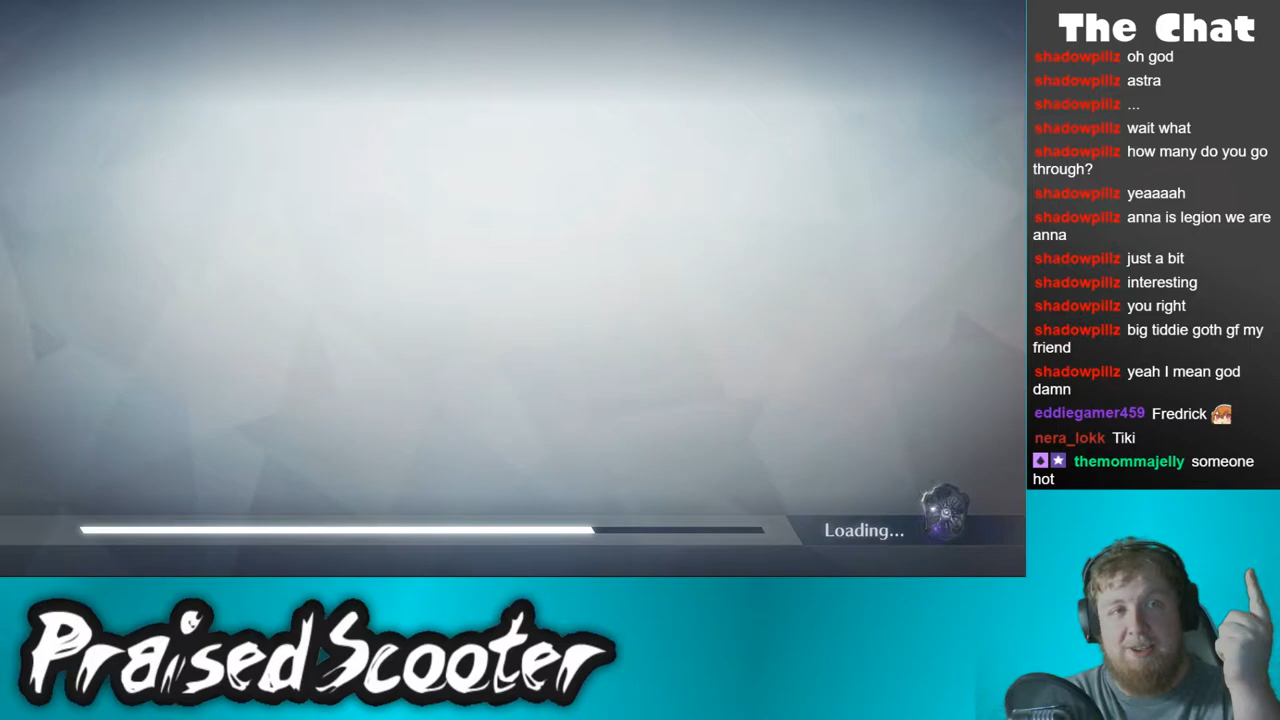 The Chat
shadowpillz oh god
shadowpillz astra
shadowpillz ...
shadowpillz wait what
shadowpillz how many do you go
through?
shadowpillz yeaaaah
shadowpillz anna is legion we are
anna
shadowpillz just a bit
shadowpillz interesting
shadowpillz you right
shadowpillz big tiddie goth gf my
friend
shadowpillz yeah I mean god
damn
eddiegamer459 Fredrick
nera_lokk Tiki
themommajelly someone
hot
Loading...
PraisedScooter